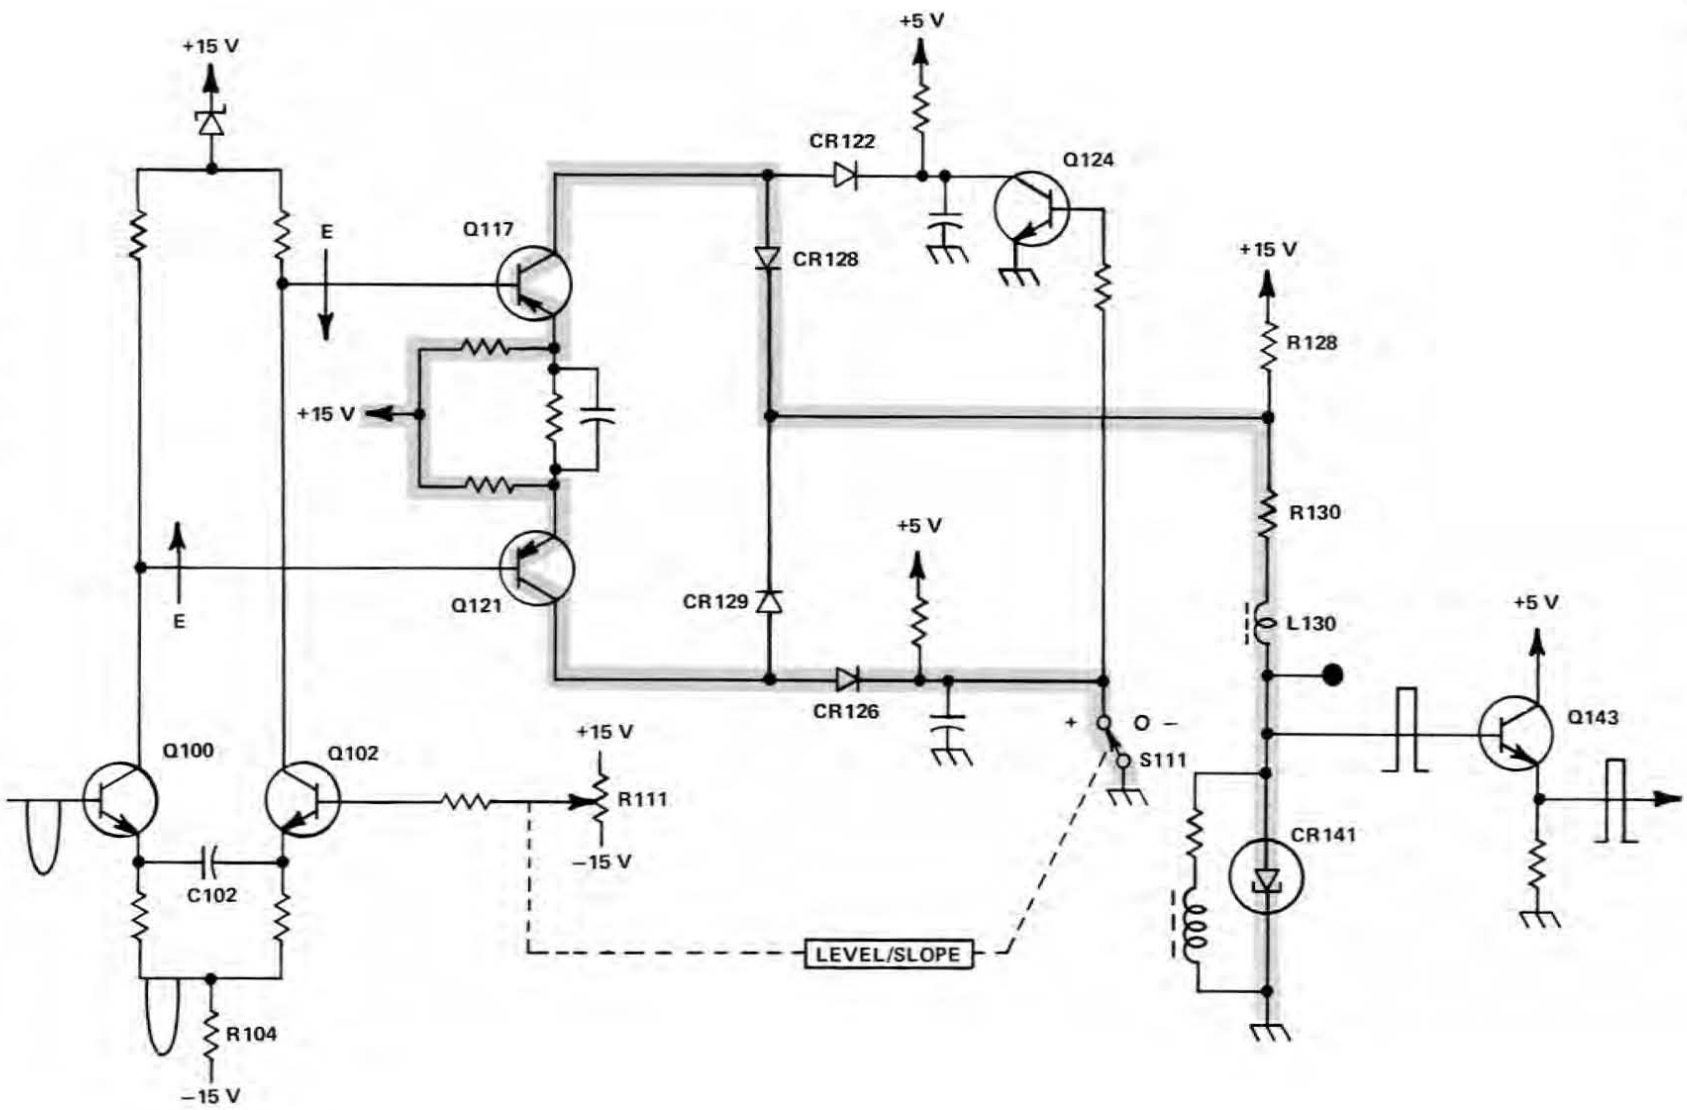 +5 V
+15 V
CR122
Q124
Q117
E
CR128
+15 V
R128
+15 V
R130
+5 V
CR129
Q121
E
L130
+5 V
CR126
+ -
S111
Q143
+15 V
Q100
Q102
R111
-15 V
CR141
C102
LEVEL/SLOPE
R104
-15 V